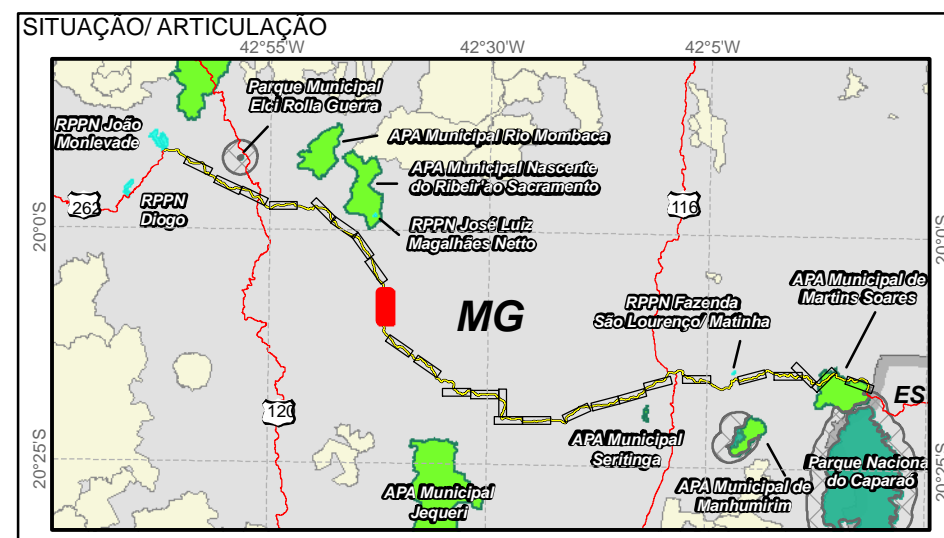 SITUAÇÃO/ ARTICULAÇÃO
42°55'W
42°30'W
42°5'W
Parque Municipal
Elci Rolla Guerra
RPPN João
Monlevade
APA Municipal Rio Mombaca
APA Municipal Nascente
do Ribeir'ao Sacramento
262
RPPN
Diogo
116
RPPN José Luiz
Magalhães Netto
20°0'S
20°0'S
APA Municipal de
Martins Soares
RPPN Fazenda
São Lourenço/ Matinha
MG
ES
120
APA Municipal
Seritinga
20°25'S
20°25'S
Parque Naciona
do Caparaó
APA Municipal
Jequeri
APA Municipal de
Manhumirim